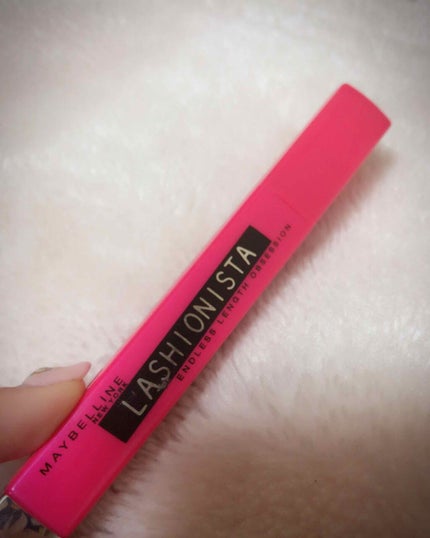 MAYBELLINE
NEW YORK
LASHIONISTA
ENDLESS LENGTH OBSESSION